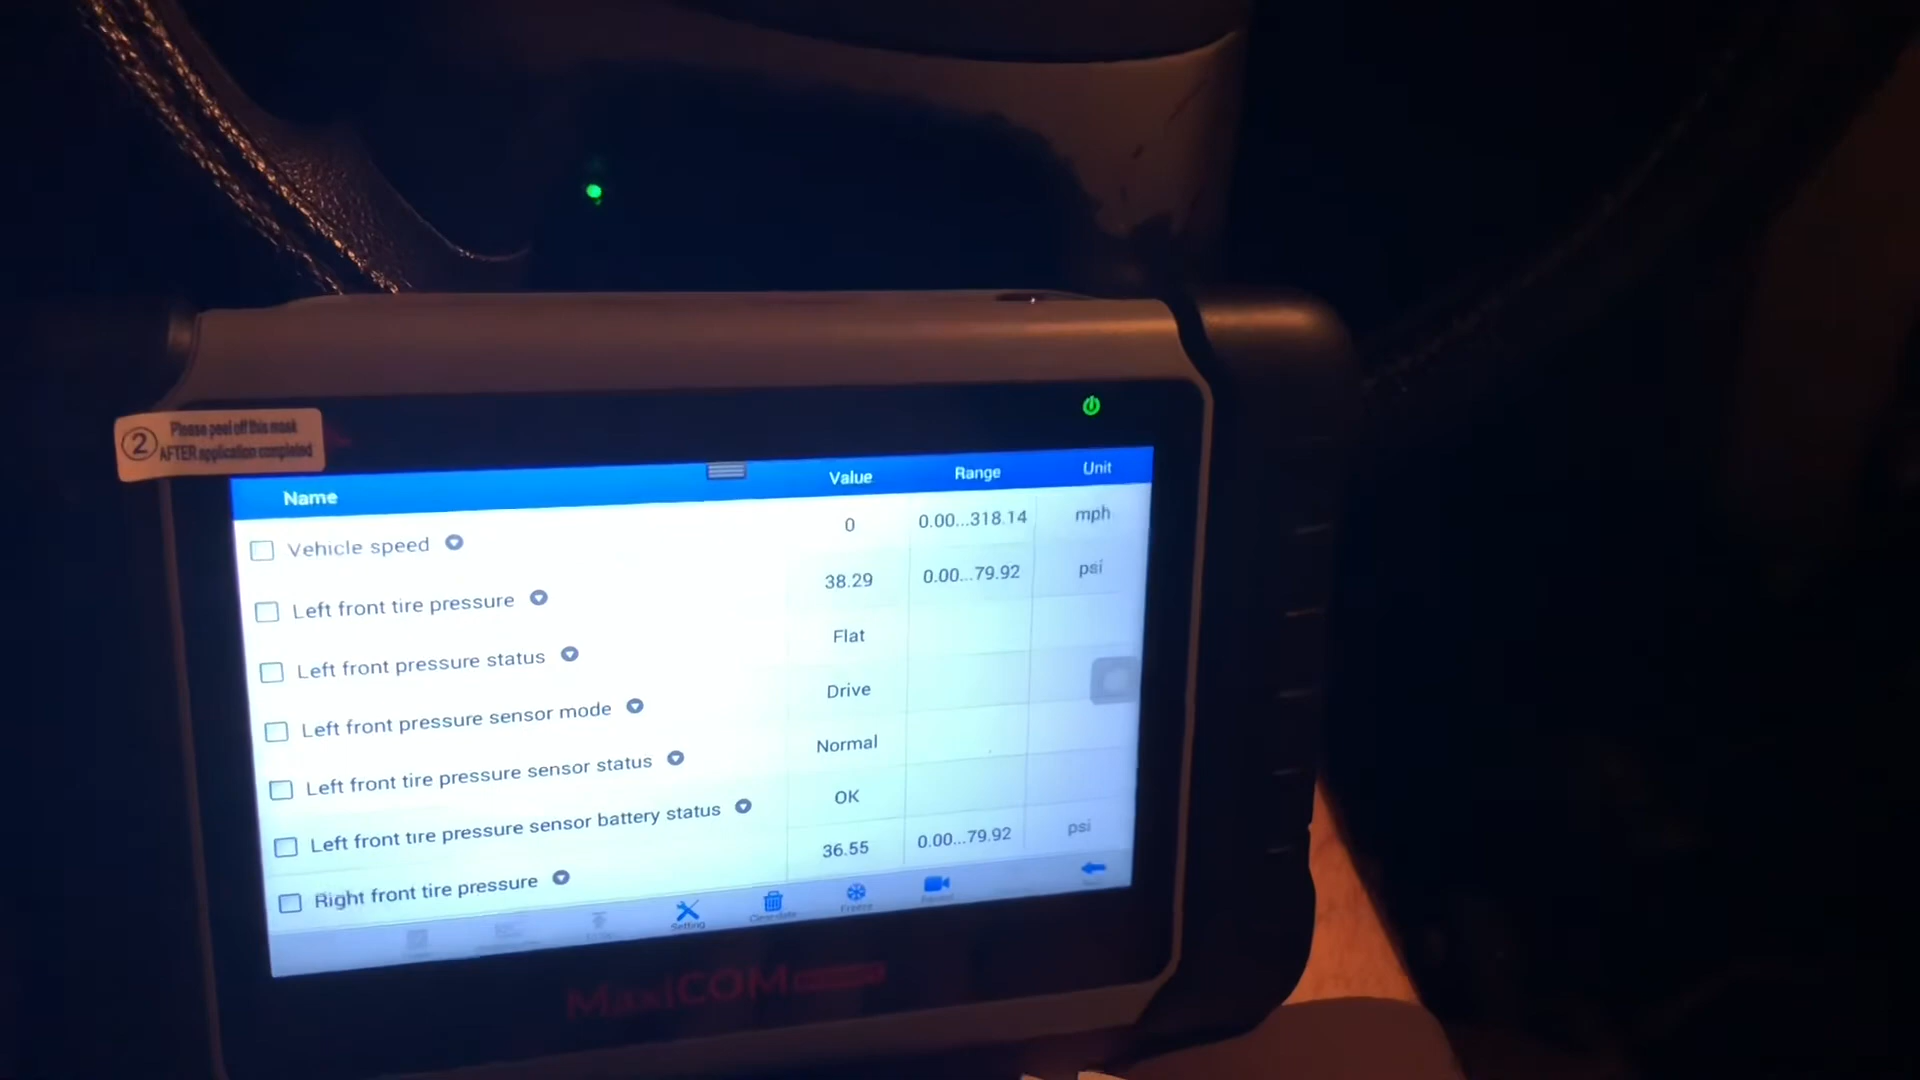 2 Please peel off this mask
AFTER application completed
Name Value Range Unit
Vehicle speed 0 0.00...318.14 mph
Left front tire pressure 38.29 0.00...79.92 psi
Left front pressure status Flat
Left front pressure sensor mode Drive
Left front tire pressure sensor status Normal
Left front tire pressure sensor battery status OK
Right front tire pressure 36.55 0.00...79.92 psi
Setting Freeze
MaxiCOM